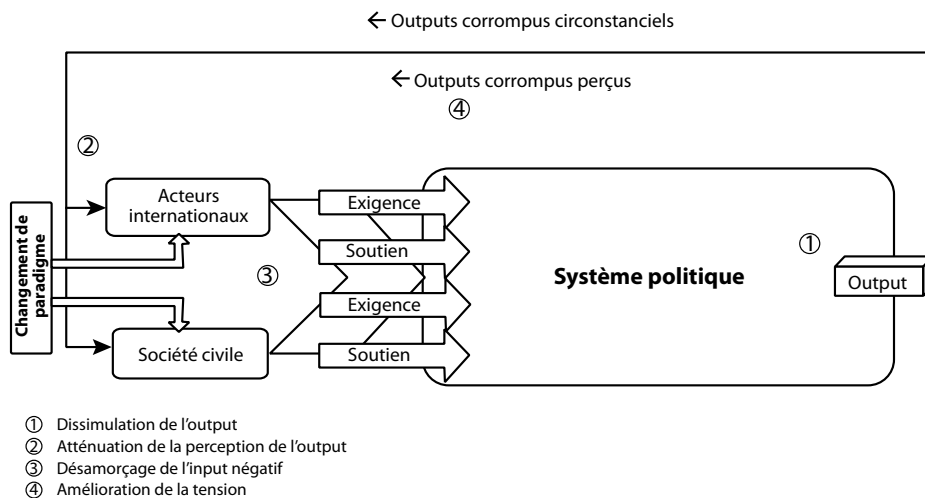 ← Outputs corrompus circonstanciels
← Outputs corrompus perçus
④
②
Acteurs
internationaux
Exigence
Changement de
paradigme
Soutien
①
③
Système politique
Output
Exigence
Société civile
Soutien
① Dissimulation de l’output
② Atténuation de la perception de l’output
③ Désamorçage de l’input négatif
④ Amélioration de la tension